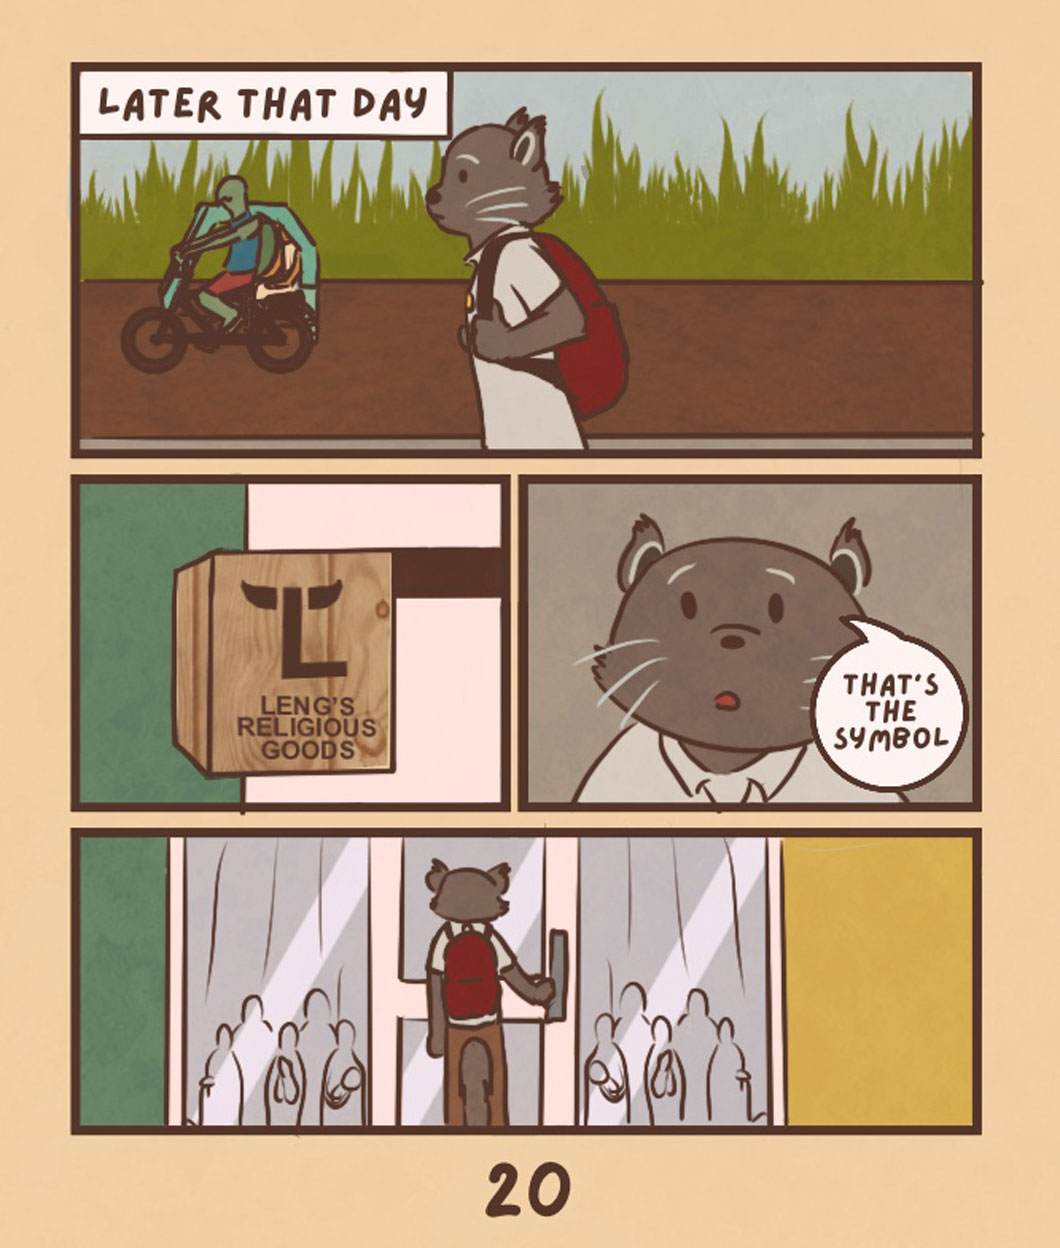 LATER THAT DAY
L
LENG'S
RELIGIOUS
GOODS
THAT'S
THE
SYMBOL
20